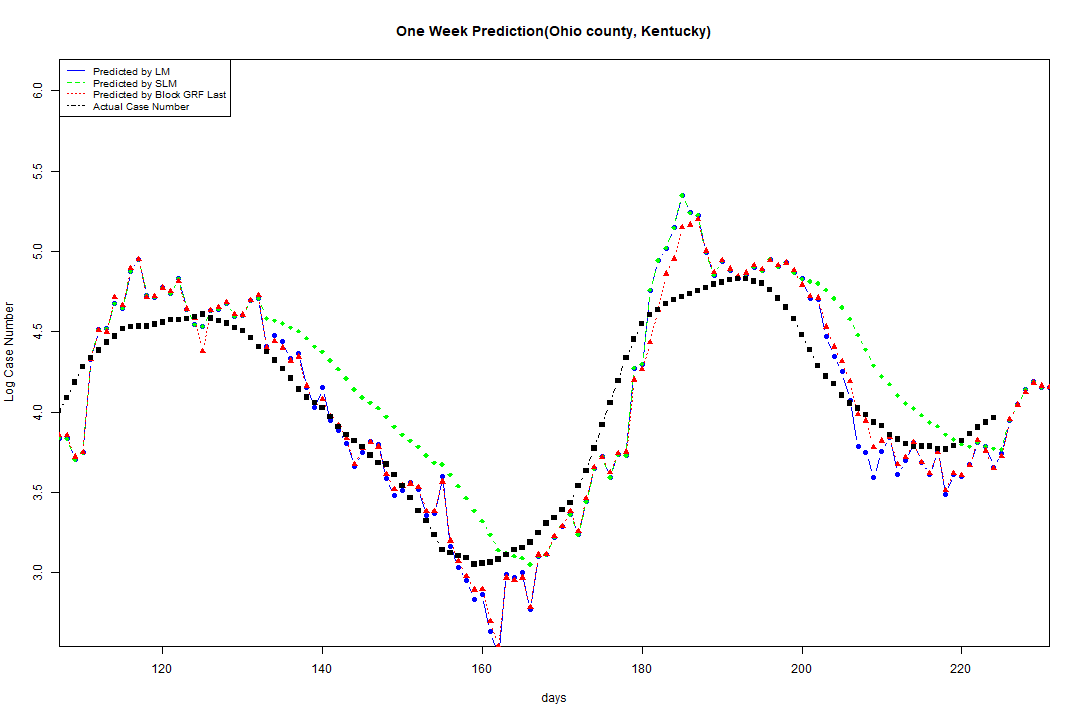 One Week Prediction(Ohio county, Kentucky)
Predicted by LM
Predicted by SLM
Predicted by Block GRF Last
Actual Case Number
Log Case Number
6.0
5.5
5.0
4.5
4.0
3.5
3.0
120 140 160 180 200 220
days